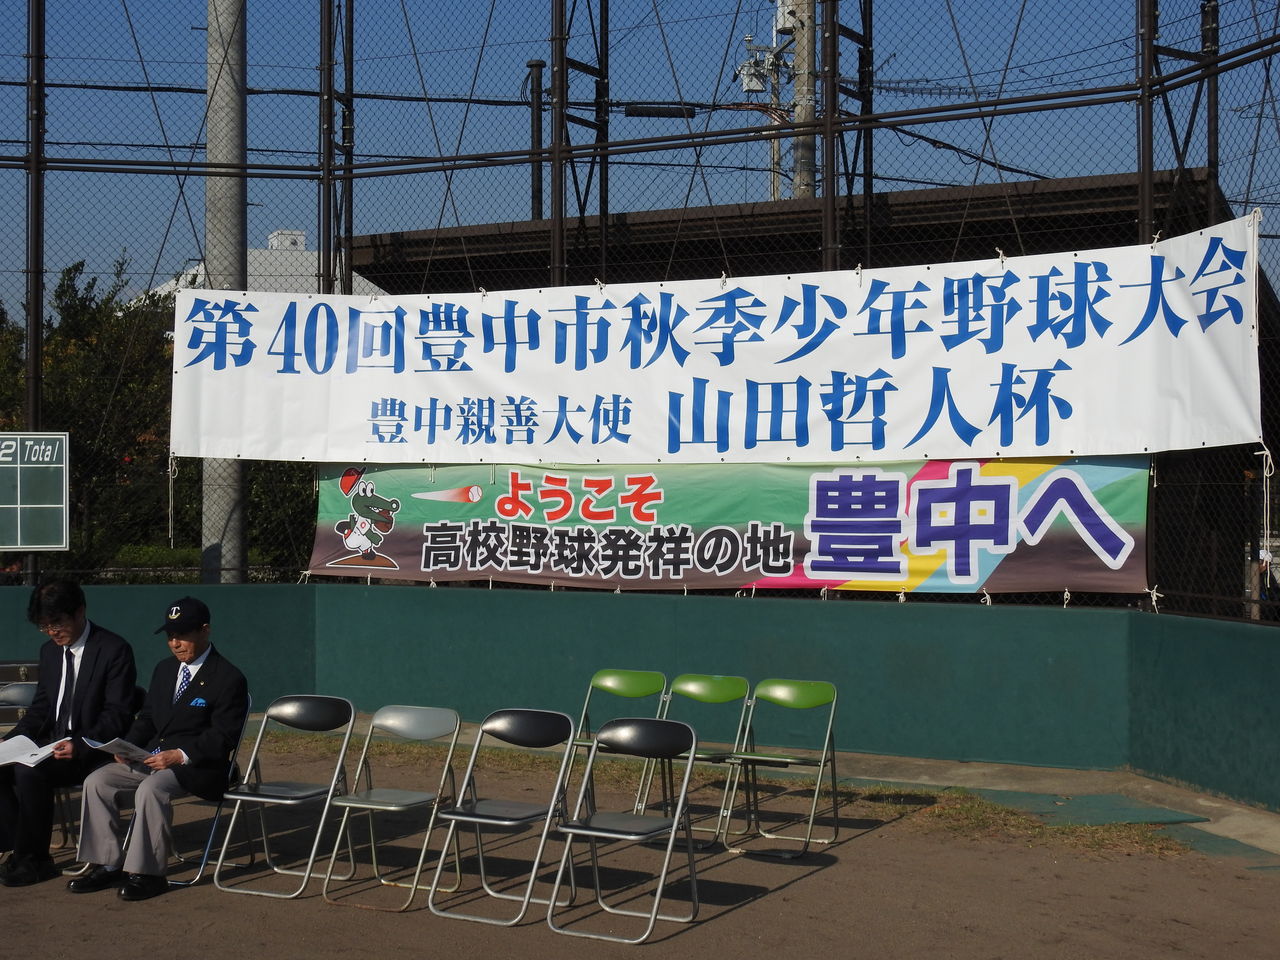 第40回豊中市秋季少年野球大会
豊中親善大使 山田哲人杯
ようこそ
高校野球発祥の地 豊中へ
12 Total